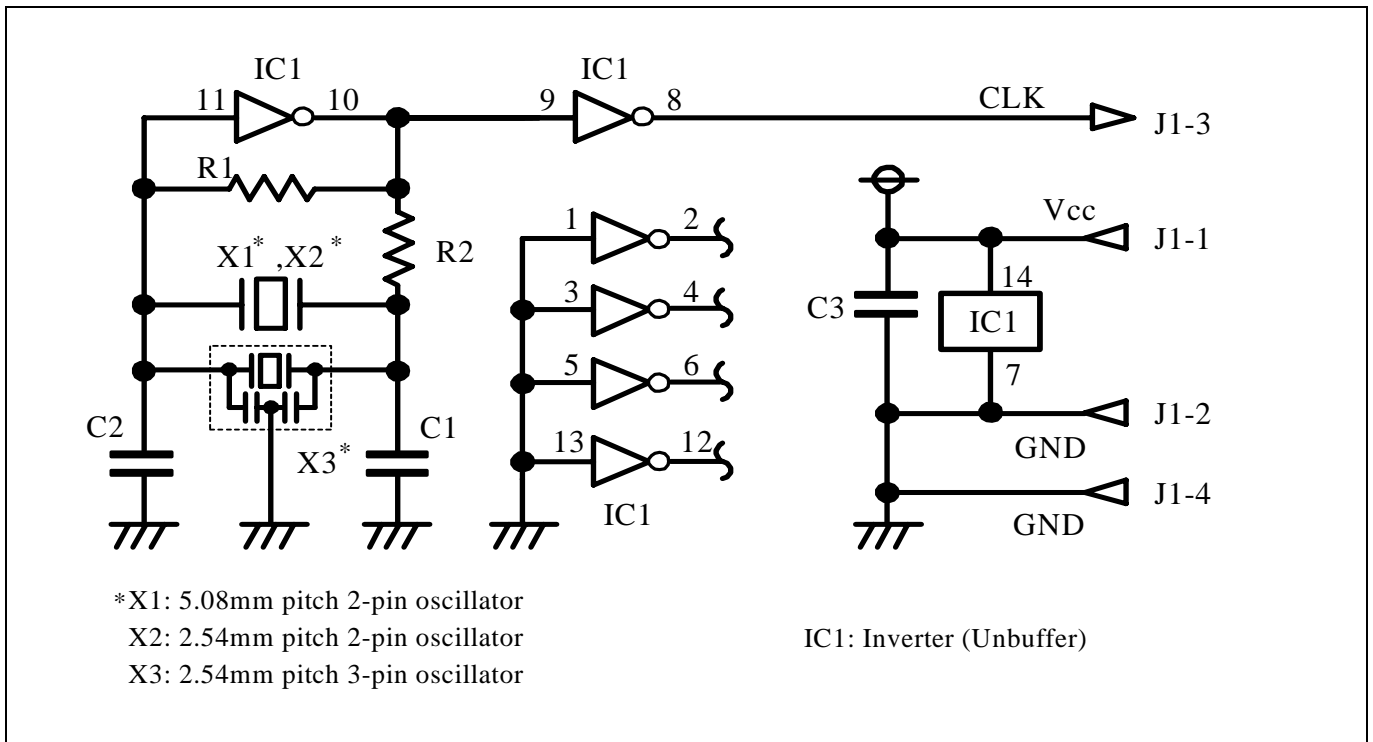 IC1 IC1
11 10 9 8 CLK J1-3
R1
1 2 Vcc J1-1
X1* ,X2* R2
3 4 C3 14
IC1
5 6 7
C2 C1 J1-2
X3* 13 12 GND
IC1 J1-4
GND
*X1: 5.08mm pitch 2-pin oscillator
X2: 2.54mm pitch 2-pin oscillator IC1: Inverter (Unbuffer)
X3: 2.54mm pitch 3-pin oscillator